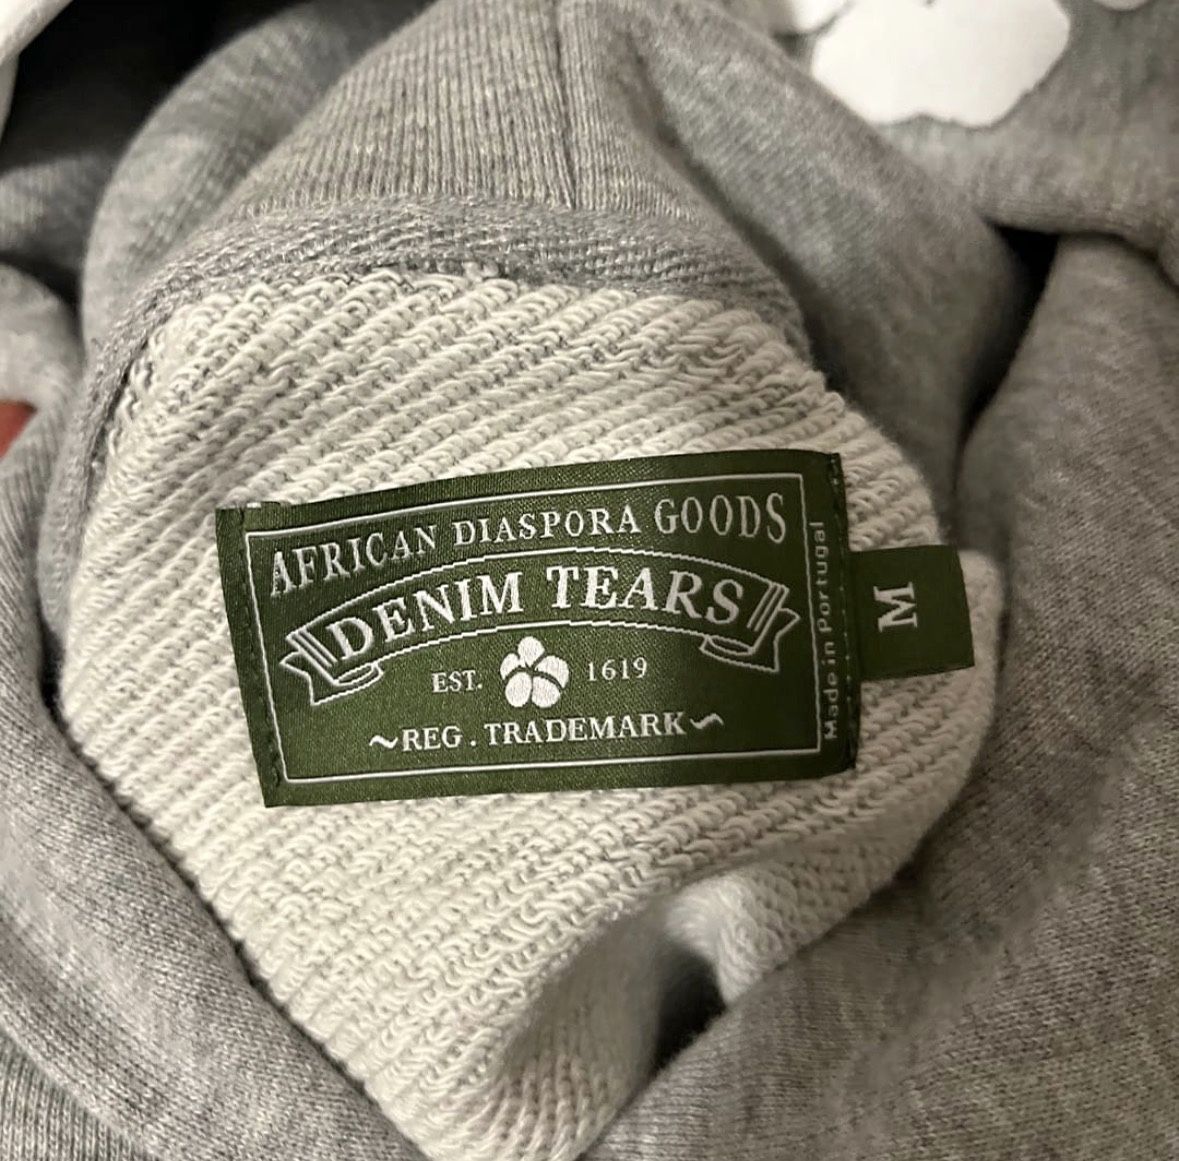 AFRICAN DIASPORA GOODS
DENIM TEARS
EST. 1619
~REG. TRADEMARK~
Made in Portugal
M